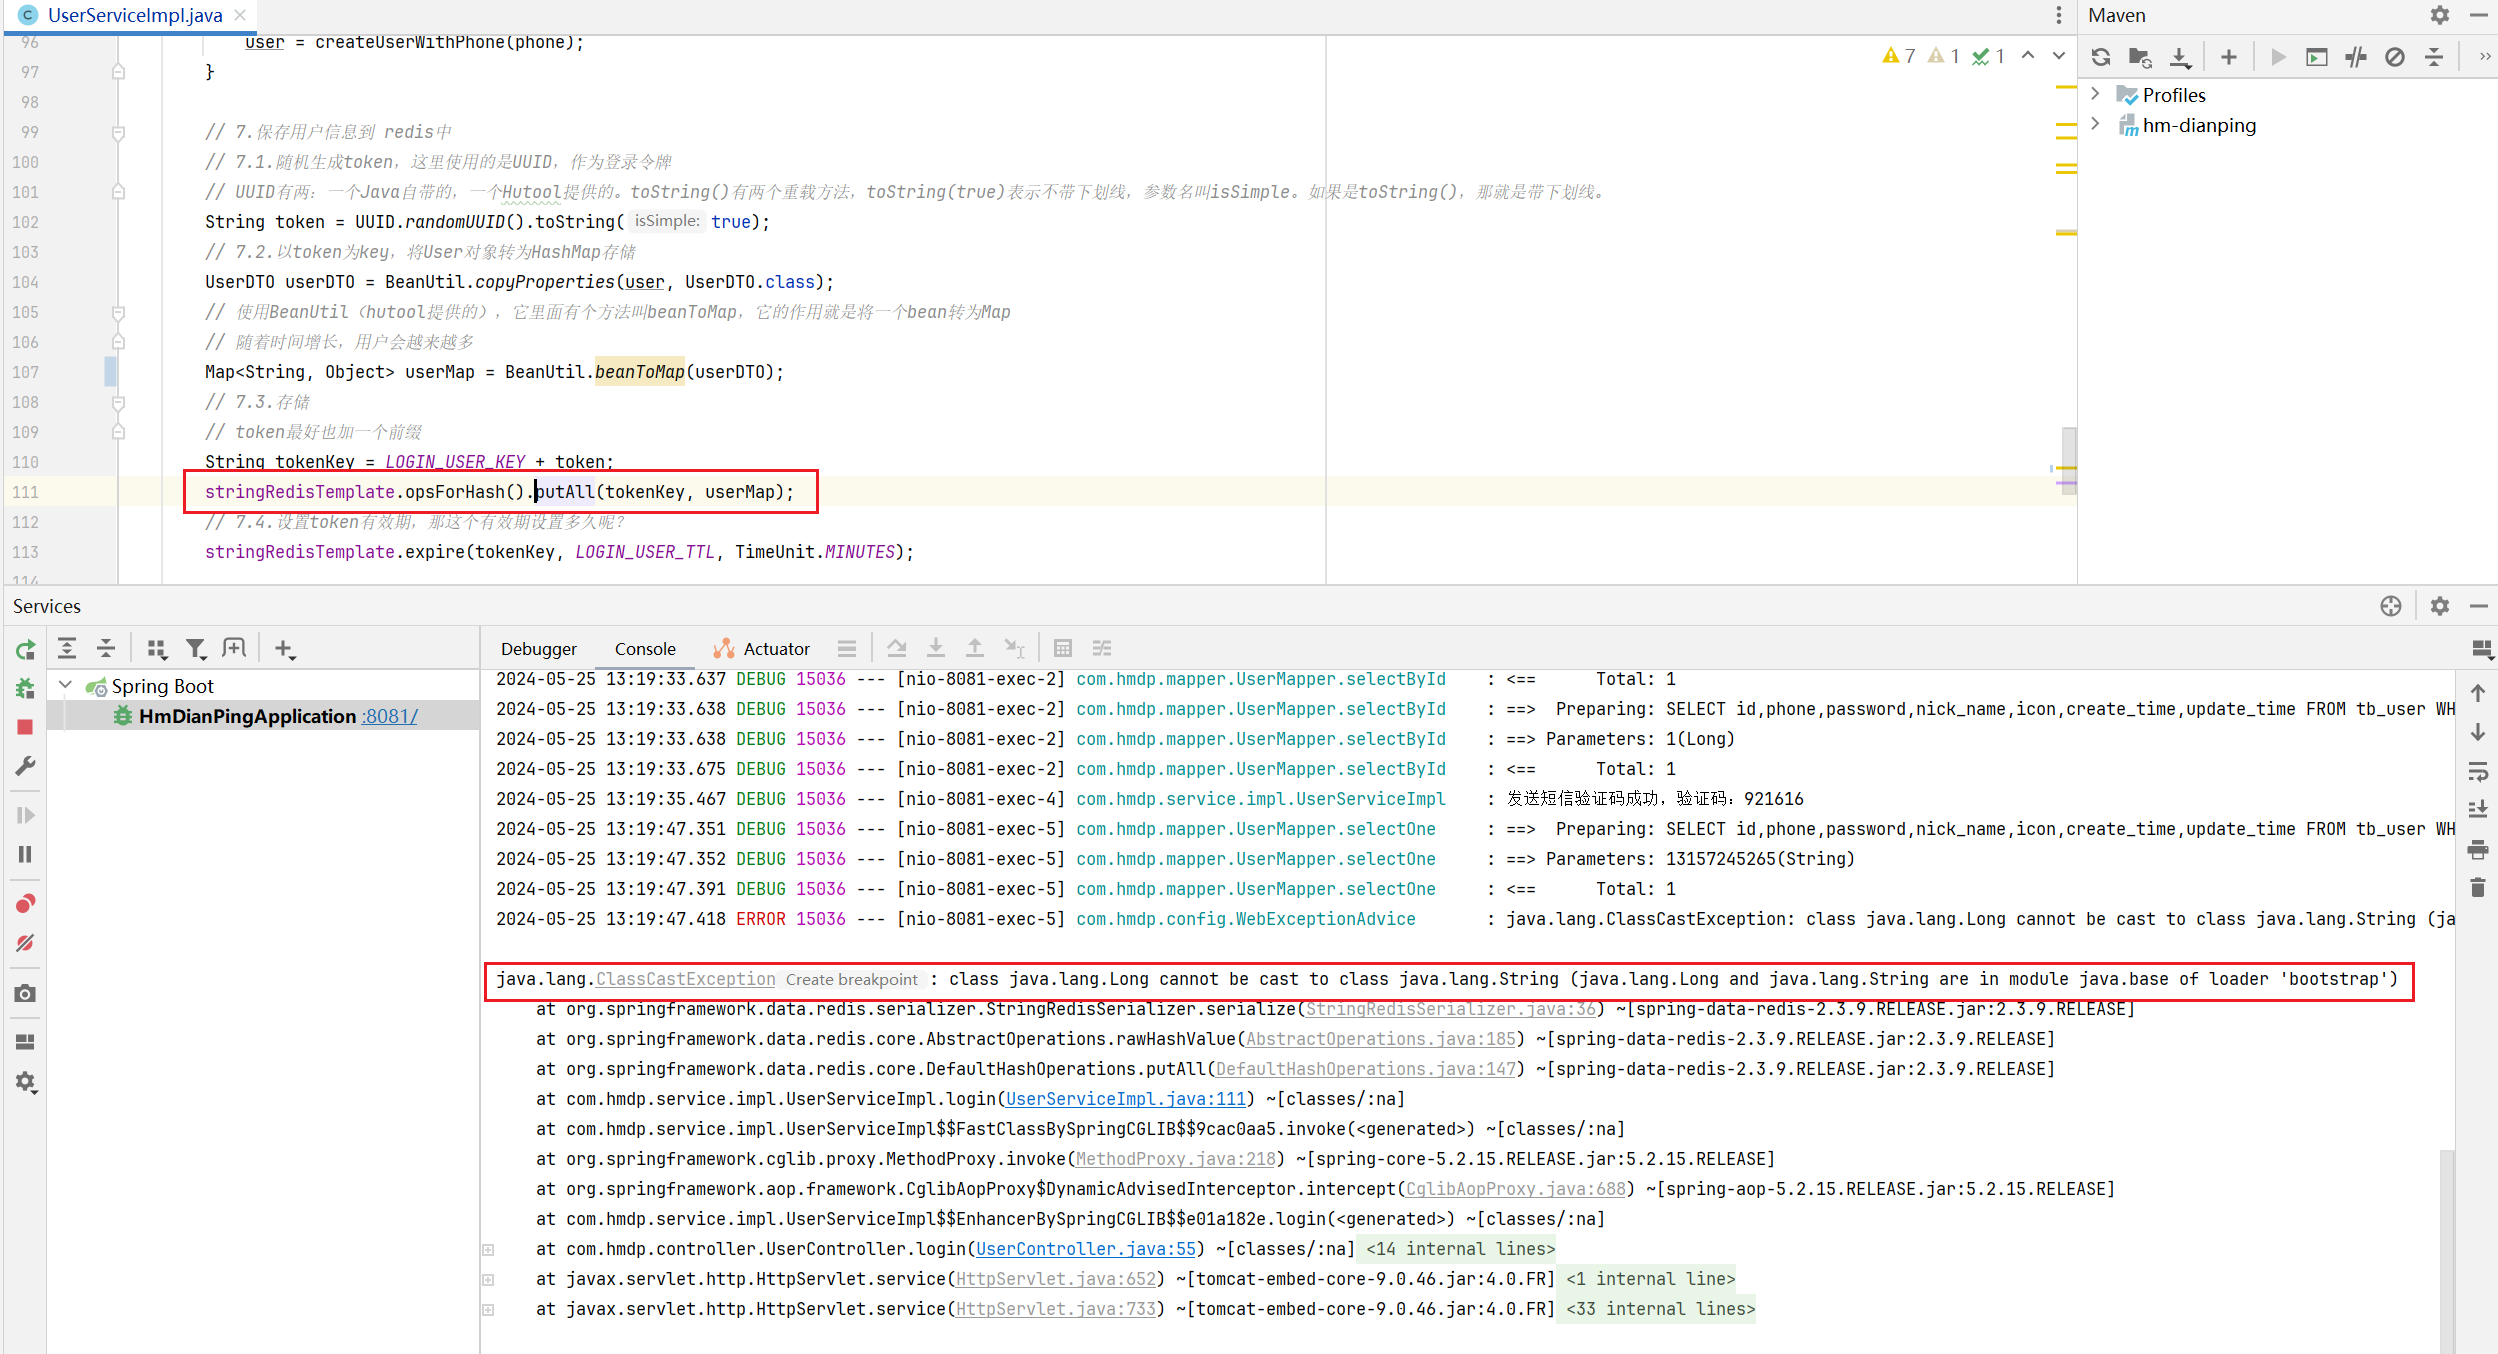 UserServiceImpl.java
Maven
96 user = createUserWithPhone(phone);
7 1 1
97 }
Profiles
98
hm-dianping
99 // 7.保存用户信息到 redis中
100 // 7.1.随机生成token，这里使用的是UUID，作为登录令牌
101 // UUID有两：一个Java自带的，一个Hutool提供的。toString()有两个重载方法，toString(true)表示不带下划线，参数名叫isSimple。如果是toString()，那就是带下划线。
102 String token = UUID.randomUUID().toString( isSimple: true);
103 // 7.2.以token为key，将User对象转为HashMap存储
104 UserDTO userDTO = BeanUtil.copyProperties(user, UserDTO.class);
105 // 使用BeanUtil（hutool提供的），它里面有个方法叫beanToMap，它的作用就是将一个bean转为Map
106 // 随着时间增长，用户会越来越多
107 Map<String, Object> userMap = BeanUtil.beanToMap(userDTO);
108 // 7.3.存储
109 // token最好也加一个前缀
110 String tokenKey = LOGIN_USER_KEY + token;
111 stringRedisTemplate.opsForHash().putAll(tokenKey, userMap);
112 // 7.4.设置token有效期，那这个有效期设置多久呢？
113 stringRedisTemplate.expire(tokenKey, LOGIN_USER_TTL, TimeUnit.MINUTES);
114
Services
Debugger Console Actuator
Spring Boot
HmDianPingApplication :8081/
2024-05-25 13:19:33.637 DEBUG 15036 --- [nio-8081-exec-2] com.hmdp.mapper.UserMapper.selectById : <== Total: 1
2024-05-25 13:19:33.638 DEBUG 15036 --- [nio-8081-exec-2] com.hmdp.mapper.UserMapper.selectById : ==> Preparing: SELECT id,phone,password,nick_name,icon,create_time,update_time FROM tb_user WH
2024-05-25 13:19:33.638 DEBUG 15036 --- [nio-8081-exec-2] com.hmdp.mapper.UserMapper.selectById : ==> Parameters: 1(Long)
2024-05-25 13:19:33.675 DEBUG 15036 --- [nio-8081-exec-2] com.hmdp.mapper.UserMapper.selectById : <== Total: 1
2024-05-25 13:19:35.467 DEBUG 15036 --- [nio-8081-exec-4] com.hmdp.service.impl.UserServiceImpl : 发送短信验证码成功，验证码：921616
2024-05-25 13:19:47.351 DEBUG 15036 --- [nio-8081-exec-5] com.hmdp.mapper.UserMapper.selectOne : ==> Preparing: SELECT id,phone,password,nick_name,icon,create_time,update_time FROM tb_user WH
2024-05-25 13:19:47.352 DEBUG 15036 --- [nio-8081-exec-5] com.hmdp.mapper.UserMapper.selectOne : ==> Parameters: 13157245265(String)
2024-05-25 13:19:47.391 DEBUG 15036 --- [nio-8081-exec-5] com.hmdp.mapper.UserMapper.selectOne : <== Total: 1
2024-05-25 13:19:47.418 ERROR 15036 --- [nio-8081-exec-5] com.hmdp.config.WebExceptionAdvice : java.lang.ClassCastException: class java.lang.Long cannot be cast to class java.lang.String (ja
java.lang.ClassCastException Create breakpoint : class java.lang.Long cannot be cast to class java.lang.String (java.lang.Long and java.lang.String are in module java.base of loader 'bootstrap')
at org.springframework.data.redis.serializer.StringRedisSerializer.serialize(StringRedisSerializer.java:36) ~[spring-data-redis-2.3.9.RELEASE.jar:2.3.9.RELEASE]
at org.springframework.data.redis.core.AbstractOperations.rawHashValue(AbstractOperations.java:185) ~[spring-data-redis-2.3.9.RELEASE.jar:2.3.9.RELEASE]
at org.springframework.data.redis.core.DefaultHashOperations.putAll(DefaultHashOperations.java:147) ~[spring-data-redis-2.3.9.RELEASE.jar:2.3.9.RELEASE]
at com.hmdp.service.impl.UserServiceImpl.login(UserServiceImpl.java:111) ~[classes/:na]
at com.hmdp.service.impl.UserServiceImpl$$FastClassBySpringCGLIB$$9cac0aa5.invoke(<generated>) ~[classes/:na]
at org.springframework.cglib.proxy.MethodProxy.invoke(MethodProxy.java:218) ~[spring-core-5.2.15.RELEASE.jar:5.2.15.RELEASE]
at org.springframework.aop.framework.CglibAopProxy$DynamicAdvisedInterceptor.intercept(CglibAopProxy.java:688) ~[spring-aop-5.2.15.RELEASE.jar:5.2.15.RELEASE]
at com.hmdp.service.impl.UserServiceImpl$$EnhancerBySpringCGLIB$$e01a182e.login(<generated>) ~[classes/:na]
at com.hmdp.controller.UserController.login(UserController.java:55) ~[classes/:na] <14 internal lines>
at javax.servlet.http.HttpServlet.service(HttpServlet.java:652) ~[tomcat-embed-core-9.0.46.jar:4.0.FR] <1 internal line>
at javax.servlet.http.HttpServlet.service(HttpServlet.java:733) ~[tomcat-embed-core-9.0.46.jar:4.0.FR] <33 internal lines>